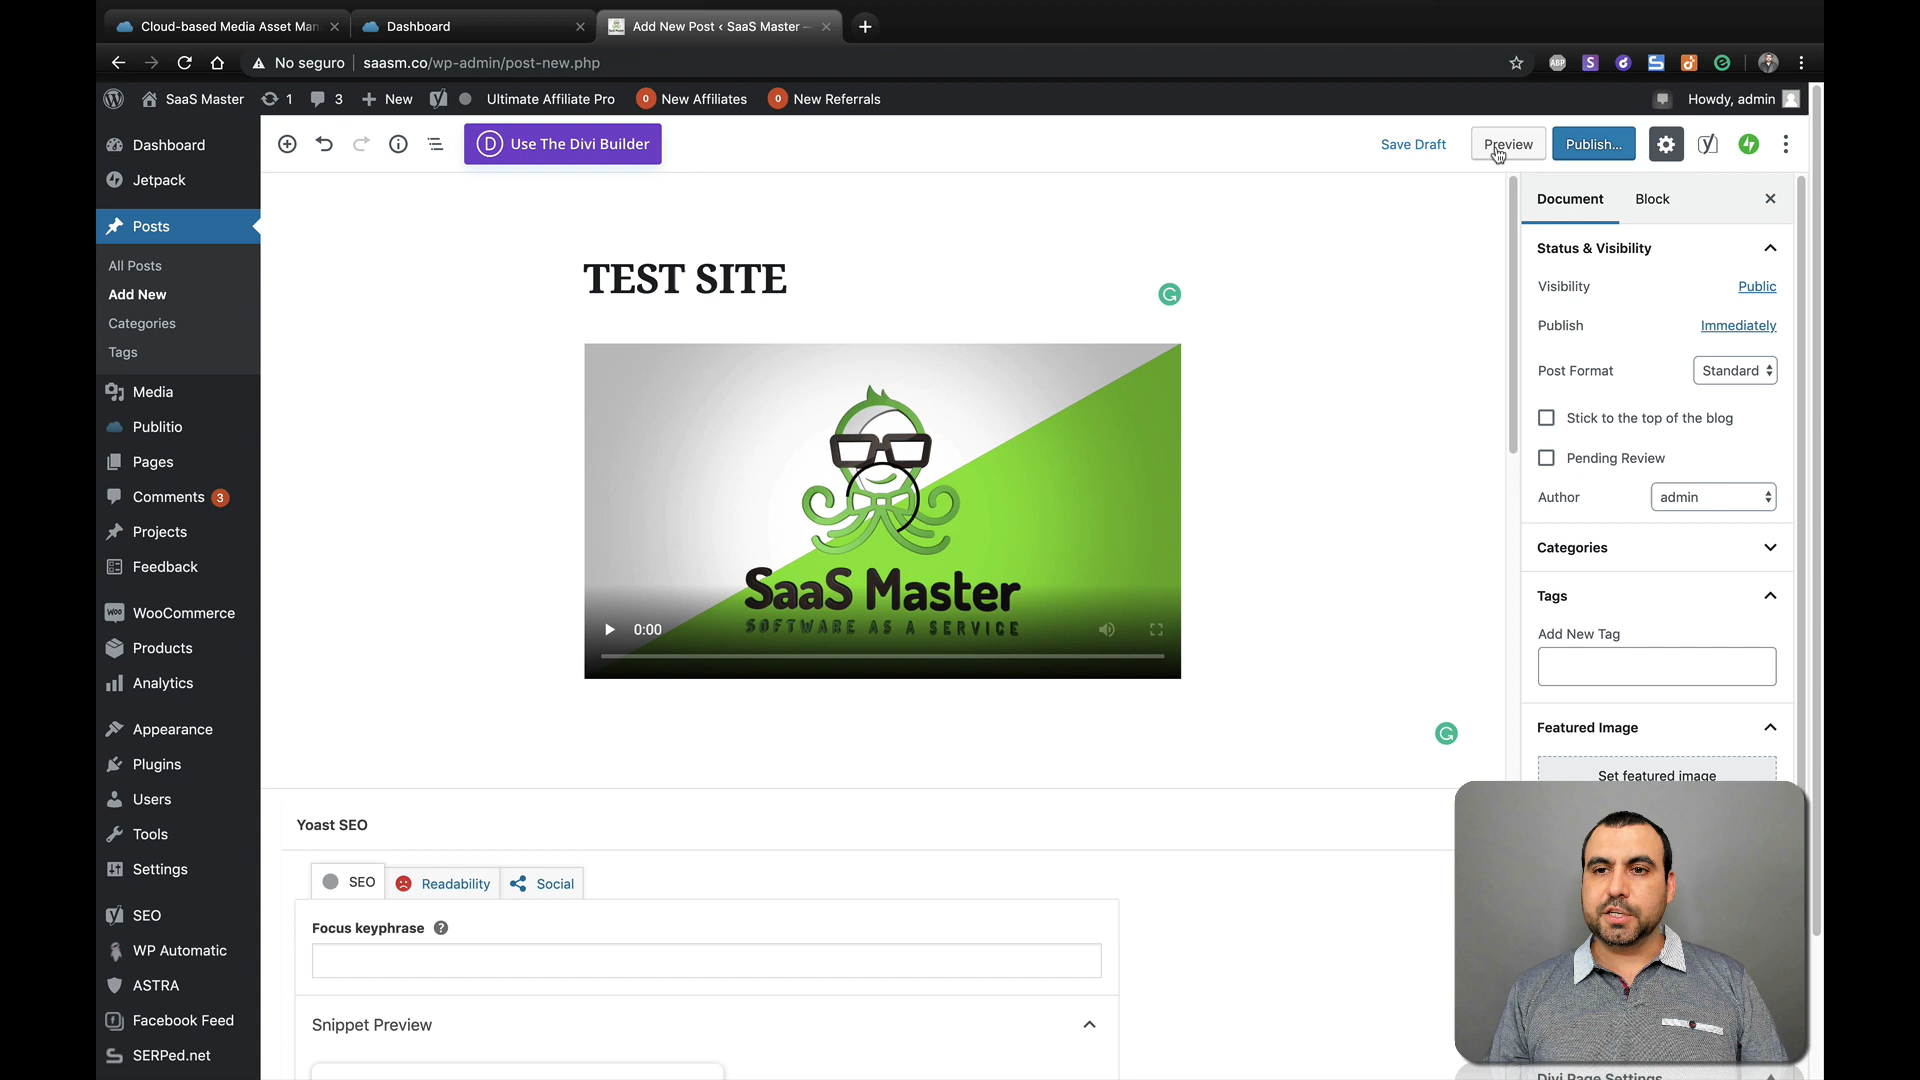 Cloud-based Media Asset Man
Dashboard
Add New Post ‹ SaaS Master —
No seguro
saasm.co/wp-admin/post-new.php
ABP
SaaS Master
1
3
New
Ultimate Affiliate Pro
0
New Affiliates
0
New Referrals
Howdy, admin
Dashboard
Jetpack
Posts
All Posts
Add New
Categories
Tags
Media
Publitio
Pages
Comments
3
Projects
Feedback
WooCommerce
Products
Analytics
Appearance
Plugins
Users
Tools
Settings
SEO
WP Automatic
ASTRA
Facebook Feed
SERPed.net
D
Use The Divi Builder
Save Draft
Preview
Publish...
TEST SITE
SaaS Master
SOFTWARE AS A SERVICE
0:00
Document
Block
Status & Visibility
Visibility
Public
Publish
Immediately
Post Format
Standard
Stick to the top of the blog
Pending Review
Author
admin
Categories
Tags
Add New Tag
Featured Image
Set featured image
Yoast SEO
SEO
Readability
Social
Focus keyphrase
Snippet Preview
Divi Page Settings